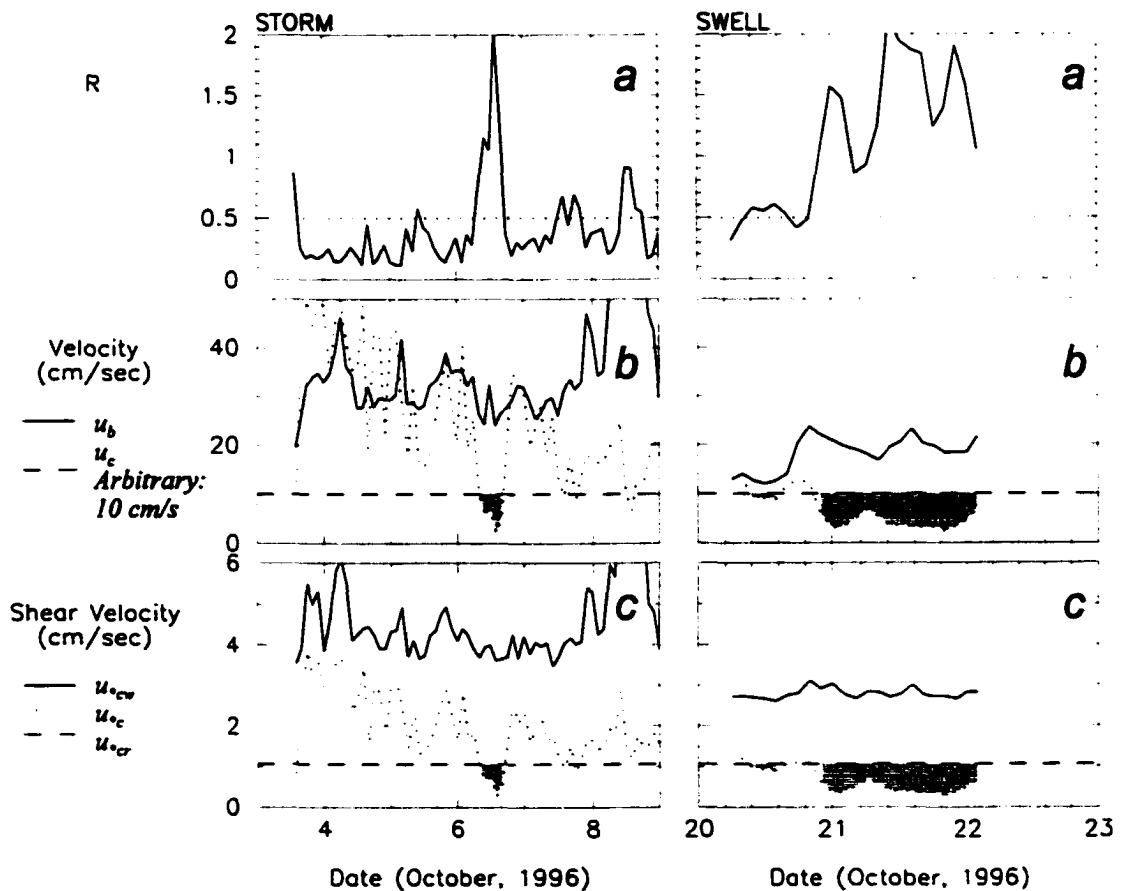 STORM
SWELL
2
1.5
1
0.5
0
R
a
a
40
20
0
Velocity
(cm/sec)
u_b
u_c
Arbitrary:
10 cm/s
b
b
6
4
2
0
Shear Velocity
(cm/sec)
u_*cw
u_*c
u_*cr
c
c
4
6
8
20
21
22
23
Date (October, 1996)
Date (October, 1996)